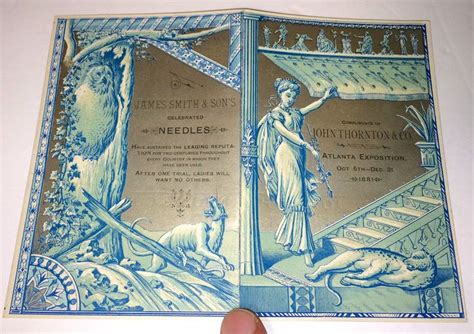 JAMES SMITH & SON'S
CELEBRATED
NEEDLES
HAVE SUSTAINED THE LEADING REPUTA-
TION FOR TWO CENTURIES THROUGHOUT
EVERY COUNTRY IN WHICH THEY
HAVE BEEN USED.
AFTER ONE TRIAL, LADIES WILL
WANT NO OTHERS.
COMPLIMENTS OF
JOHN THORNTON & CO.
ATLANTA EXPOSITION.
OCT 5TH-DEC. 31
1881